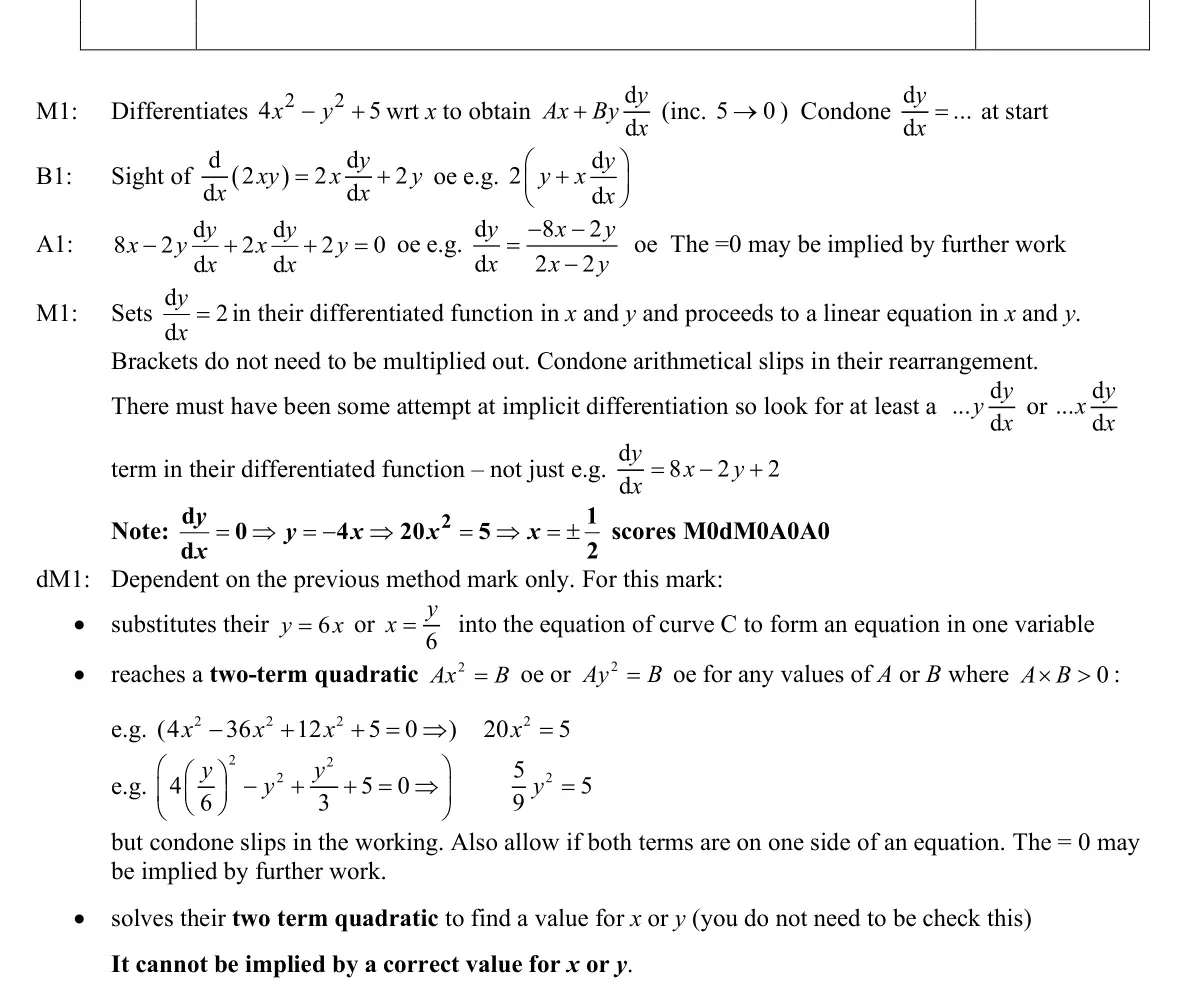 M1: Differentiates 4x² − y² + 5 wrt x to obtain Ax + By dy/dx (inc. 5 → 0 ) Condone dy/dx = ... at start
B1: Sight of d/dx (2xy) = 2x dy/dx + 2y oe e.g. 2(y + x dy/dx)
A1: 8x − 2y dy/dx + 2x dy/dx + 2y = 0 oe e.g. dy/dx = (−8x − 2y)/(2x − 2y) oe The =0 may be implied by further work
M1: Sets dy/dx = 2 in their differentiated function in x and y and proceeds to a linear equation in x and y.
Brackets do not need to be multiplied out. Condone arithmetical slips in their rearrangement.
There must have been some attempt at implicit differentiation so look for at least a ...y dy/dx or ...x dy/dx
term in their differentiated function – not just e.g. dy/dx = 8x − 2y + 2
Note: dy/dx = 0 ⇒ y = −4x ⇒ 20x² = 5 ⇒ x = ± 1/2 scores M0dM0A0A0
dM1: Dependent on the previous method mark only. For this mark:
• substitutes their y = 6x or x = y/6 into the equation of curve C to form an equation in one variable
• reaches a two-term quadratic Ax² = B oe or Ay² = B oe for any values of A or B where A × B > 0 :
e.g. (4x² − 36x² + 12x² + 5 = 0 ⇒) 20x² = 5
e.g. (4(y/6)² − y² + y²/3 + 5 = 0 ⇒) 5/9 y² = 5
but condone slips in the working. Also allow if both terms are on one side of an equation. The = 0 may
be implied by further work.
• solves their two term quadratic to find a value for x or y (you do not need to be check this)
It cannot be implied by a correct value for x or y.